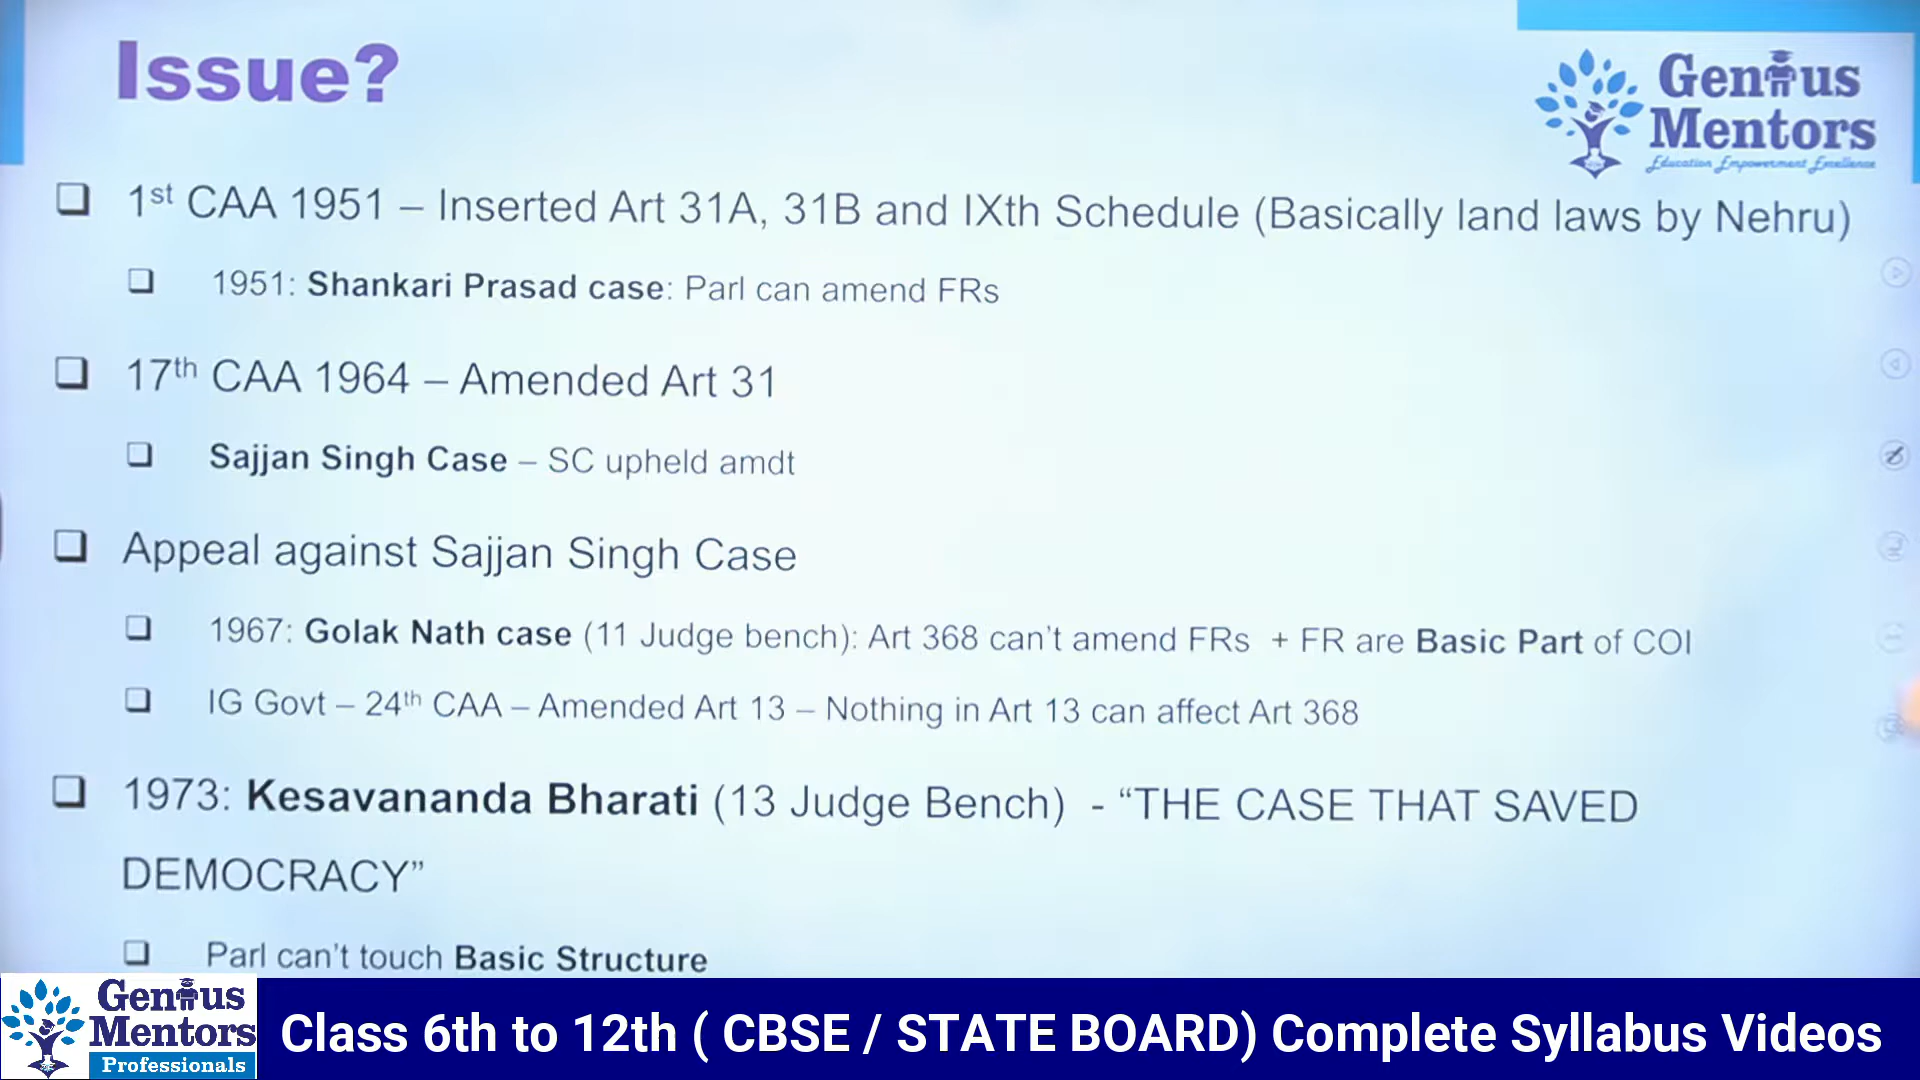 Issue?
Genius
Mentors
Education Empowerment Excellence
❑ 1st CAA 1951 – Inserted Art 31A, 31B and IXth Schedule (Basically land laws by Nehru)
❑ 1951: Shankari Prasad case: Parl can amend FRs
❑ 17th CAA 1964 – Amended Art 31
❑ Sajjan Singh Case – SC upheld amdt
❑ Appeal against Sajjan Singh Case
❑ 1967: Golak Nath case (11 Judge bench): Art 368 can't amend FRs + FR are Basic Part of COI
❑ IG Govt – 24th CAA – Amended Art 13 – Nothing in Art 13 can affect Art 368
❑ 1973: Kesavananda Bharati (13 Judge Bench) - “THE CASE THAT SAVED
DEMOCRACY”
❑ Parl can't touch Basic Structure
Genius
Mentors
Professionals
Class 6th to 12th ( CBSE / STATE BOARD) Complete Syllabus Videos